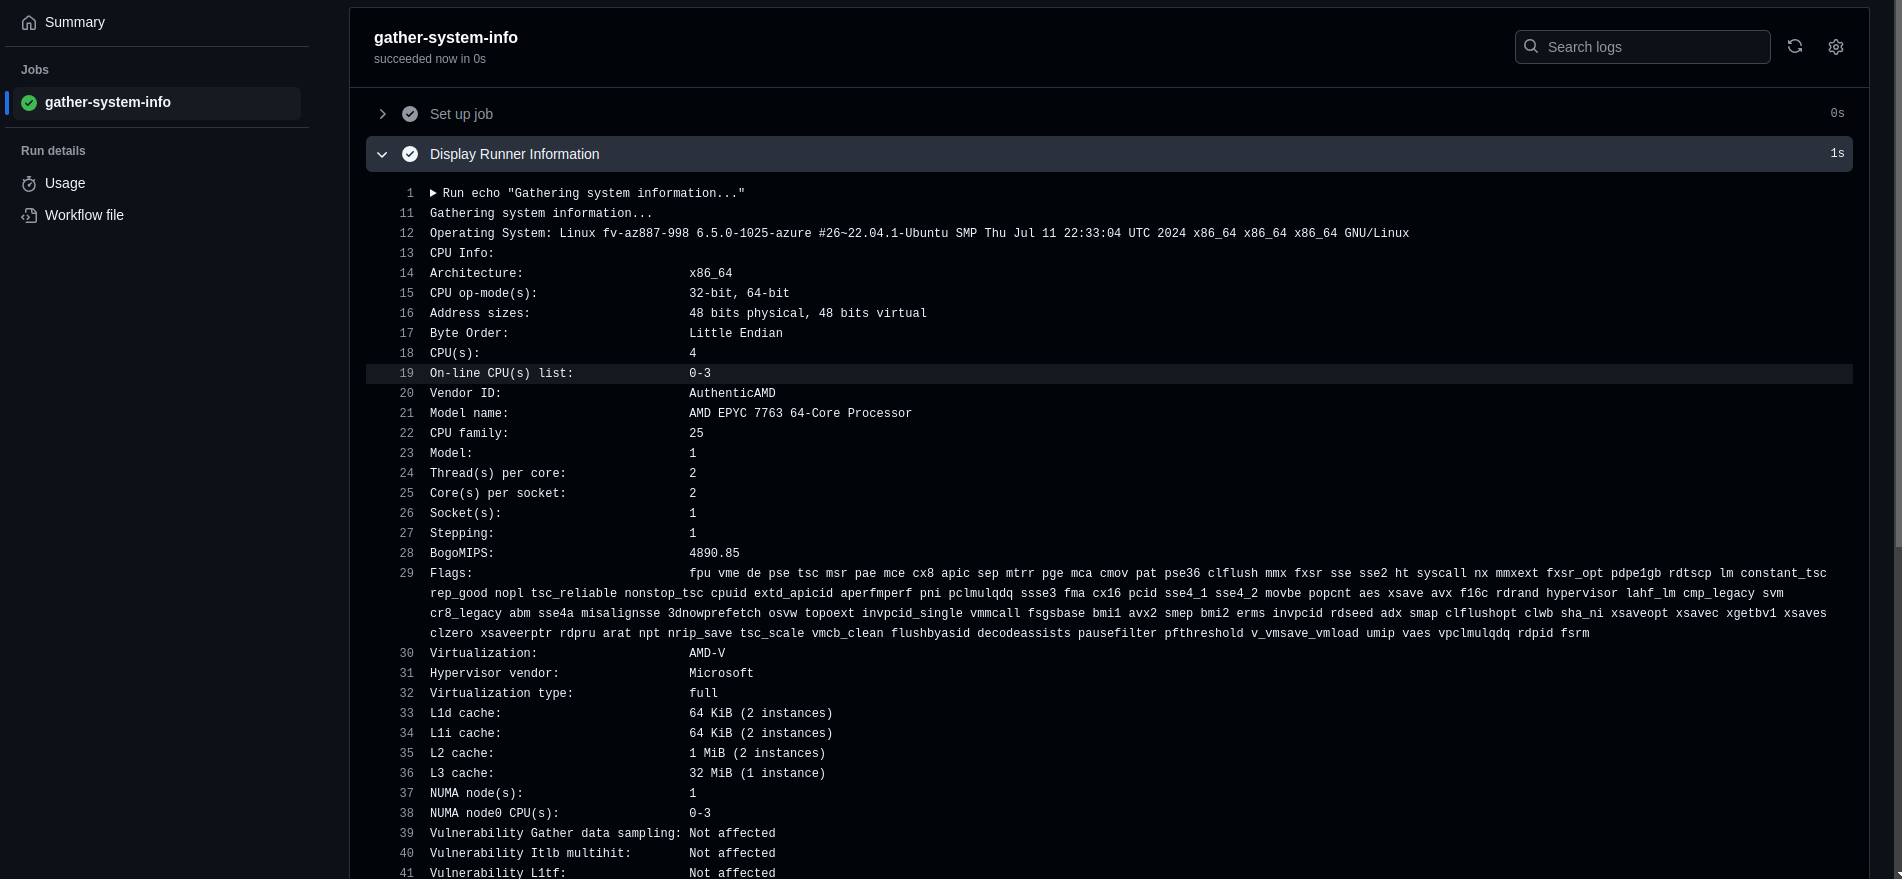 Summary
Jobs
gather-system-info
Run details
Usage
Workflow file
gather-system-info
succeeded now in 0s
Search logs
Set up job 0s
Display Runner Information 1s
1 Run echo "Gathering system information..."
11 Gathering system information...
12 Operating System: Linux fv-az887-998 6.5.0-1025-azure #26~22.04.1-Ubuntu SMP Thu Jul 11 22:33:04 UTC 2024 x86_64 x86_64 x86_64 GNU/Linux
13 CPU Info:
14 Architecture: x86_64
15 CPU op-mode(s): 32-bit, 64-bit
16 Address sizes: 48 bits physical, 48 bits virtual
17 Byte Order: Little Endian
18 CPU(s): 4
19 On-line CPU(s) list: 0-3
20 Vendor ID: AuthenticAMD
21 Model name: AMD EPYC 7763 64-Core Processor
22 CPU family: 25
23 Model: 1
24 Thread(s) per core: 2
25 Core(s) per socket: 2
26 Socket(s): 1
27 Stepping: 1
28 BogoMIPS: 4890.85
29 Flags: fpu vme de pse tsc msr pae mce cx8 apic sep mtrr pge mca cmov pat pse36 clflush mmx fxsr sse sse2 ht syscall nx mmxext fxsr_opt pdpe1gb rdtscp lm constant_tsc
rep_good nopl tsc_reliable nonstop_tsc cpuid extd_apicid aperfmperf pni pclmulqdq ssse3 fma cx16 pcid sse4_1 sse4_2 movbe popcnt aes xsave avx f16c rdrand hypervisor lahf_lm cmp_legacy svm
cr8_legacy abm sse4a misalignsse 3dnowprefetch osvw topoext invpcid_single vmmcall fsgsbase bmi1 avx2 smep bmi2 erms invpcid rdseed adx smap clflushopt clwb sha_ni xsaveopt xsavec xgetbv1 xsaves
clzero xsaveerptr rdpru arat npt nrip_save tsc_scale vmcb_clean flushbyasid decodeassists pausefilter pfthreshold v_vmsave_vmload umip vaes vpclmulqdq rdpid fsrm
30 Virtualization: AMD-V
31 Hypervisor vendor: Microsoft
32 Virtualization type: full
33 L1d cache: 64 KiB (2 instances)
34 L1i cache: 64 KiB (2 instances)
35 L2 cache: 1 MiB (2 instances)
36 L3 cache: 32 MiB (1 instance)
37 NUMA node(s): 1
38 NUMA node0 CPU(s): 0-3
39 Vulnerability Gather data sampling: Not affected
40 Vulnerability Itlb multihit: Not affected
41 Vulnerability L1tf: Not affected